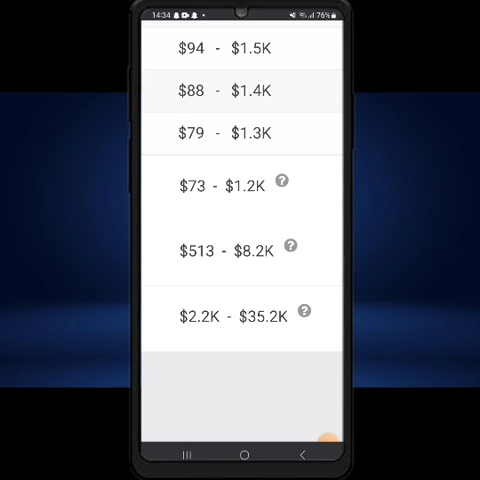 14:34 76%
$94 - $1.5K
$88 - $1.4K
$79 - $1.3K
$73 - $1.2K ?
$513 - $8.2K ?
$2.2K - $35.2K ?